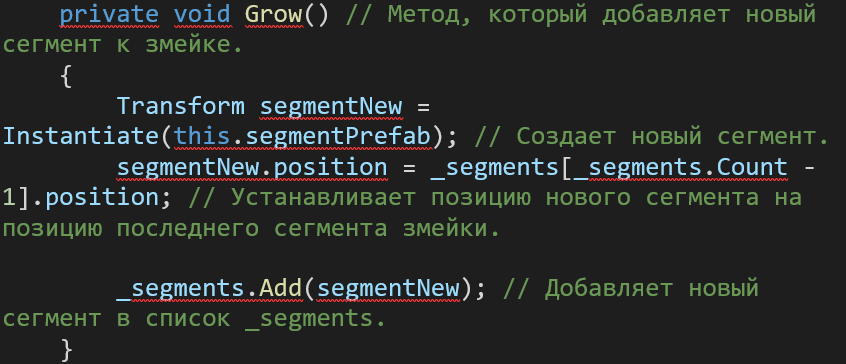 private void Grow() // Метод, который добавляет новый
сегмент к змейке.
{
Transform segmentNew =
Instantiate(this.segmentPrefab); // Создает новый сегмент.
segmentNew.position = _segments[_segments.Count -
1].position; // Устанавливает позицию нового сегмента на
позицию последнего сегмента змейки.
_segments.Add(segmentNew); // Добавляет новый
сегмент в список _segments.
}